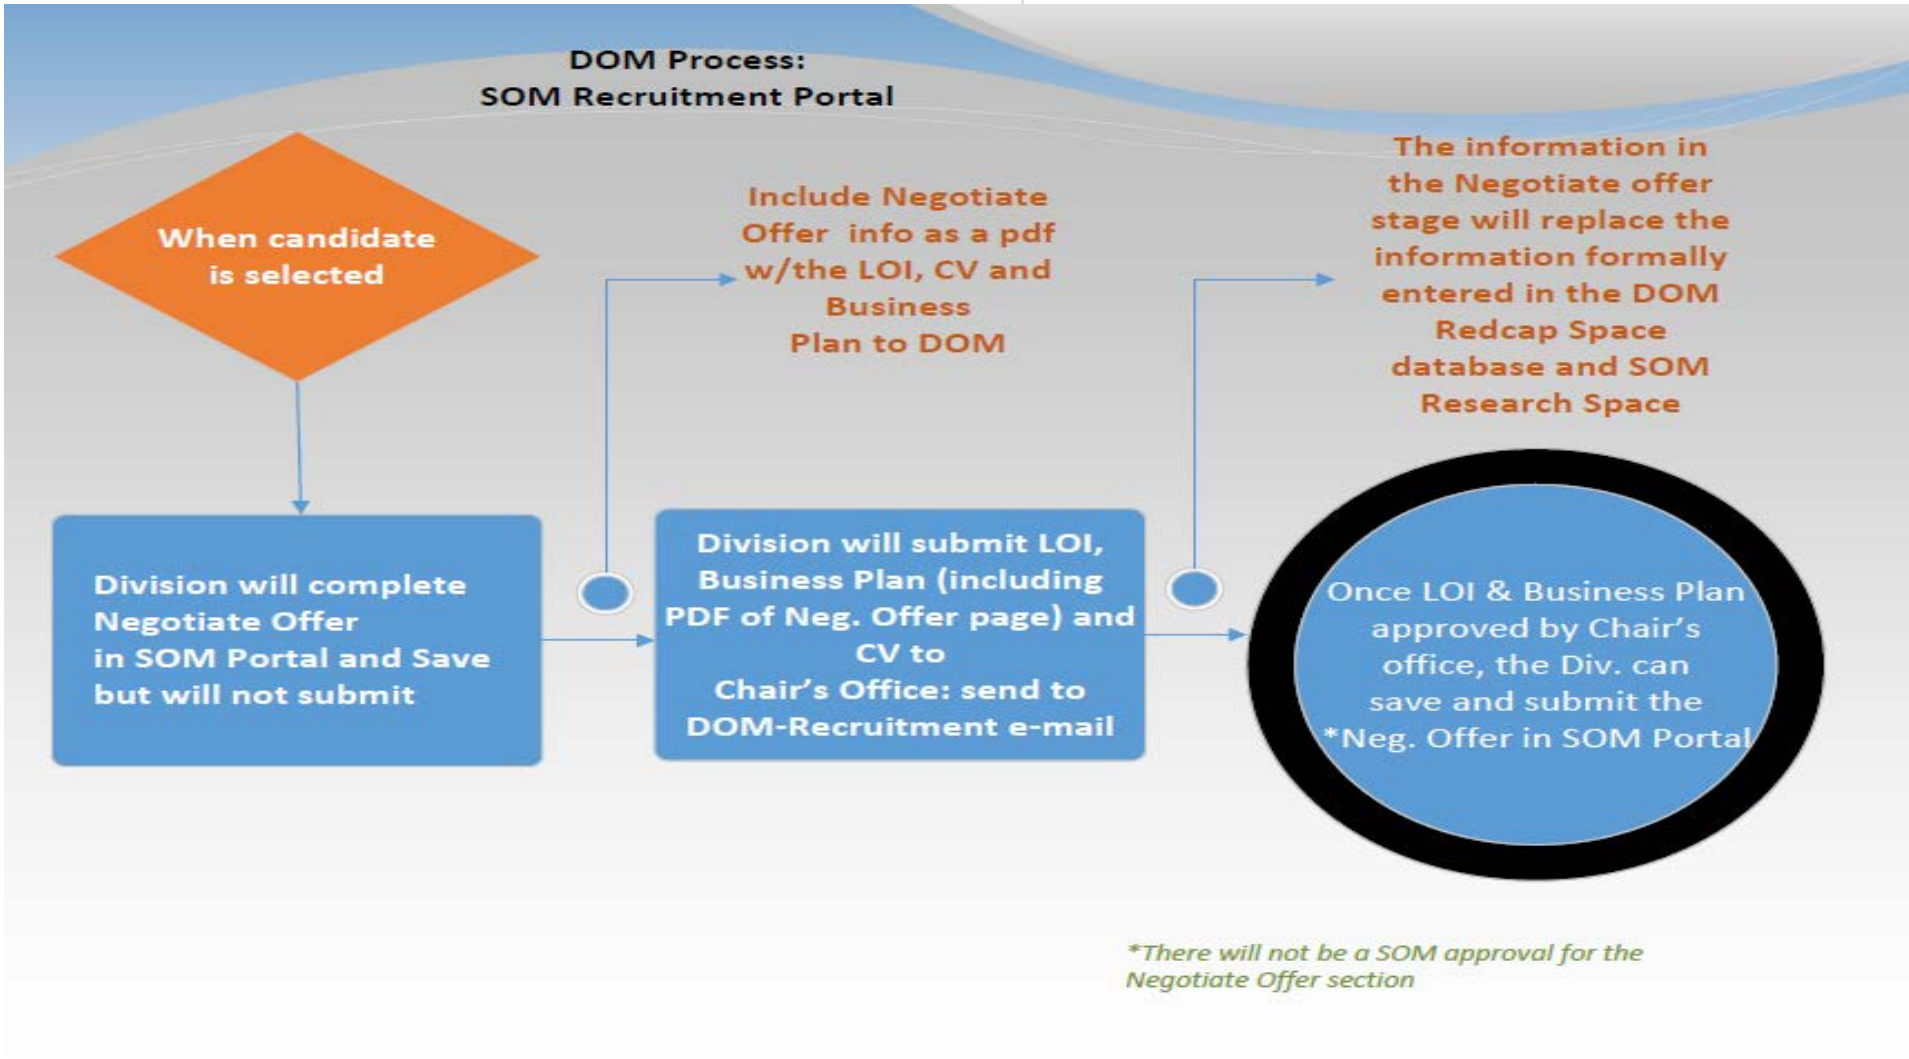 DOM Process:
SOM Recruitment Portal
When candidate
is selected
Include Negotiate
Offer info as a pdf
w/the LOI, CV and
Business
Plan to DOM
The information in
the Negotiate offer
stage will replace the
information formally
entered in the DOM
Redcap Space
database and SOM
Research Space
Division will complete
Negotiate Offer
in SOM Portal and Save
but will not submit
Division will submit LOI,
Business Plan (including
PDF of Neg. Offer page) and
CV to
Chair's Office: send to
DOM-Recruitment e-mail
Once LOI & Business Plan
approved by Chair's
office, the Div. can
save and submit the
*Neg. Offer in SOM Portal
*There will not be a SOM approval for the
Negotiate Offer section